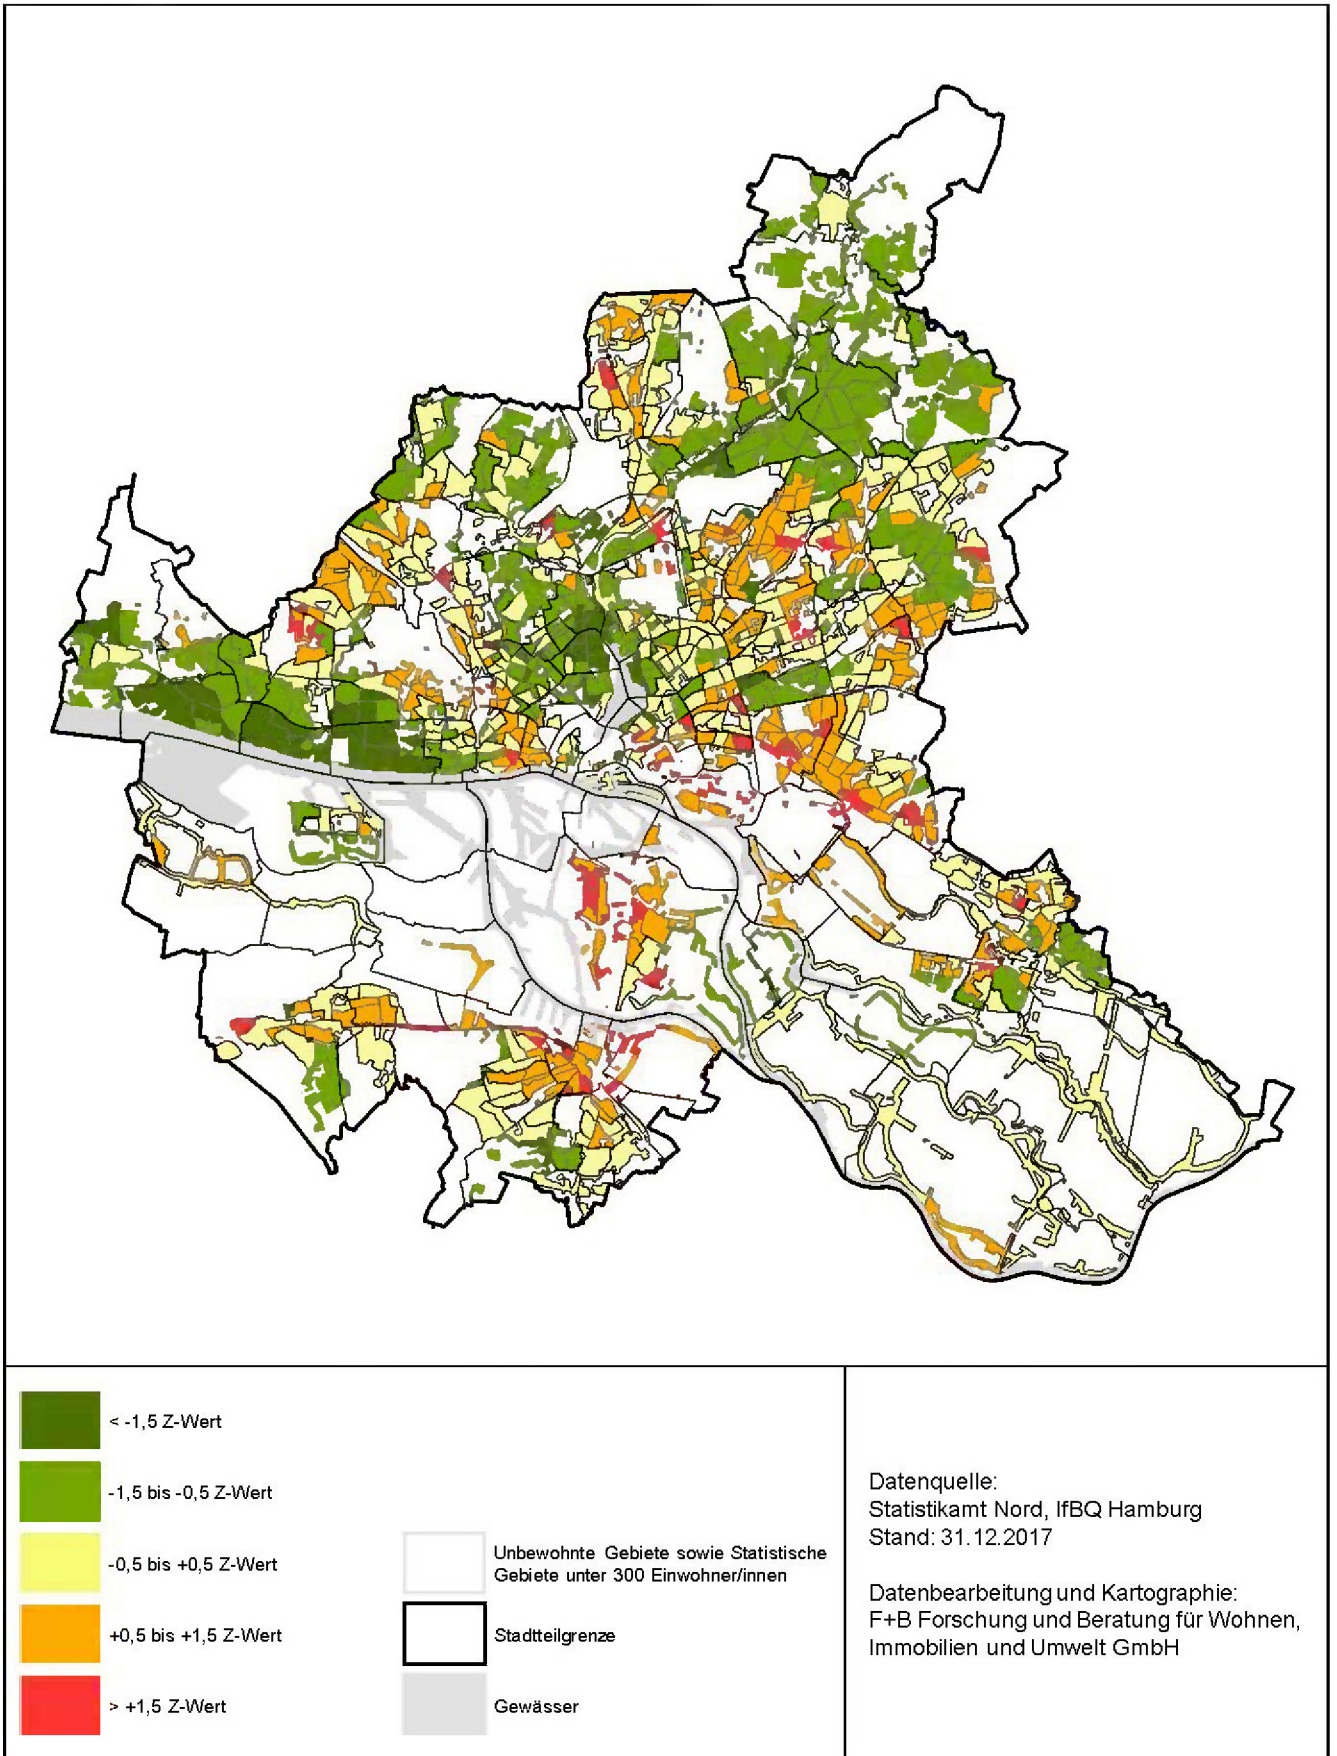 < -1,5 Z-Wert
-1,5 bis -0,5 Z-Wert
-0,5 bis +0,5 Z-Wert
+0,5 bis +1,5 Z-Wert
> +1,5 Z-Wert
Unbewohnte Gebiete sowie Statistische
Gebiete unter 300 Einwohner/innen
Stadtteilgrenze
Gewässer
Datenquelle:
Statistikamt Nord, IfBQ Hamburg
Stand: 31.12.2017
Datenbearbeitung und Kartographie:
F+B Forschung und Beratung für Wohnen,
Immobilien und Umwelt GmbH